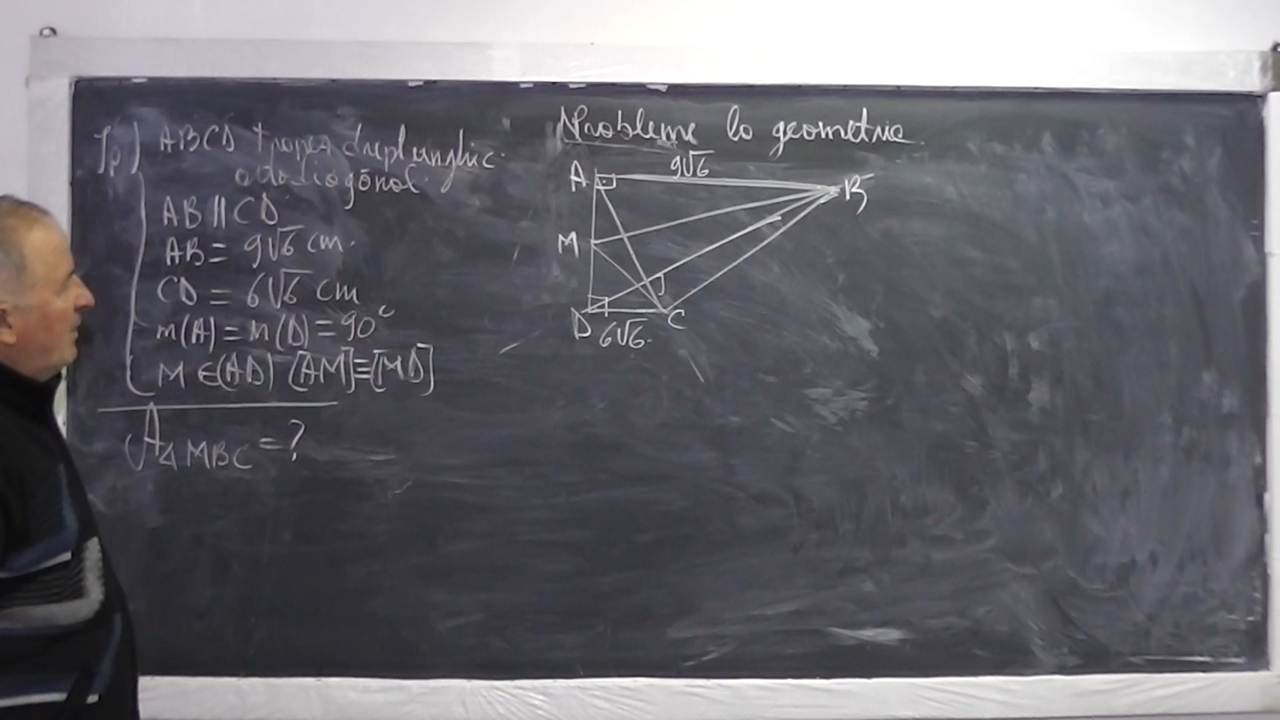 Probleme la geometrie
Ip) ABCD trapez dreptunghic
ortodiagonal.
AB || CD
AB = 9√6 cm.
CD = 6√6 cm
m(A) = m(D) = 90°
M ∈ (AD) [AM] ≡ [MD]
A△MBC = ?
9√6
A
B
M
D
C
6√6.